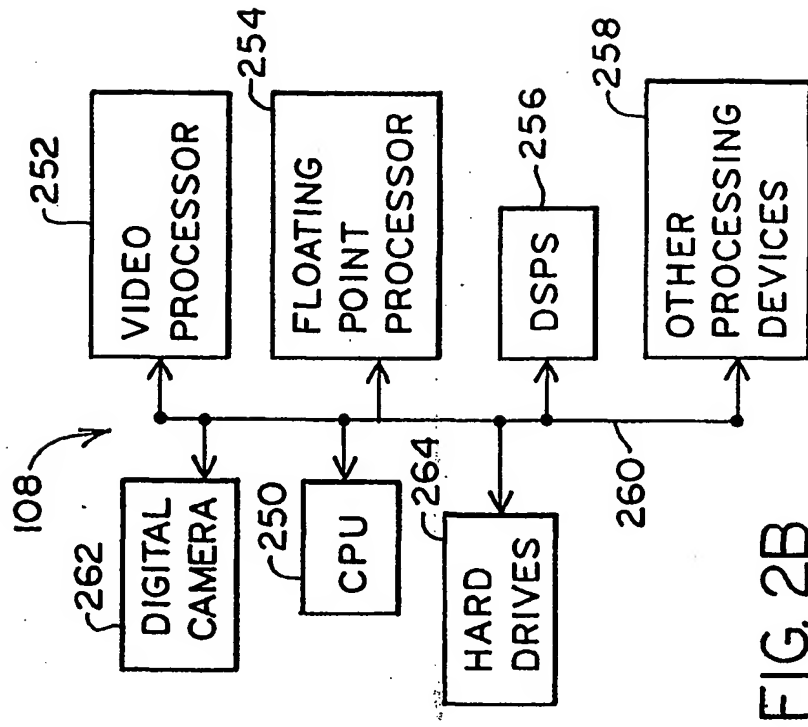 108
262
DIGITAL
CAMERA
250
CPU
264
HARD
DRIVES
252
VIDEO
PROCESSOR
254
FLOATING
POINT
PROCESSOR
256
DSPS
258
OTHER
PROCESSING
DEVICES
260
FIG. 2B